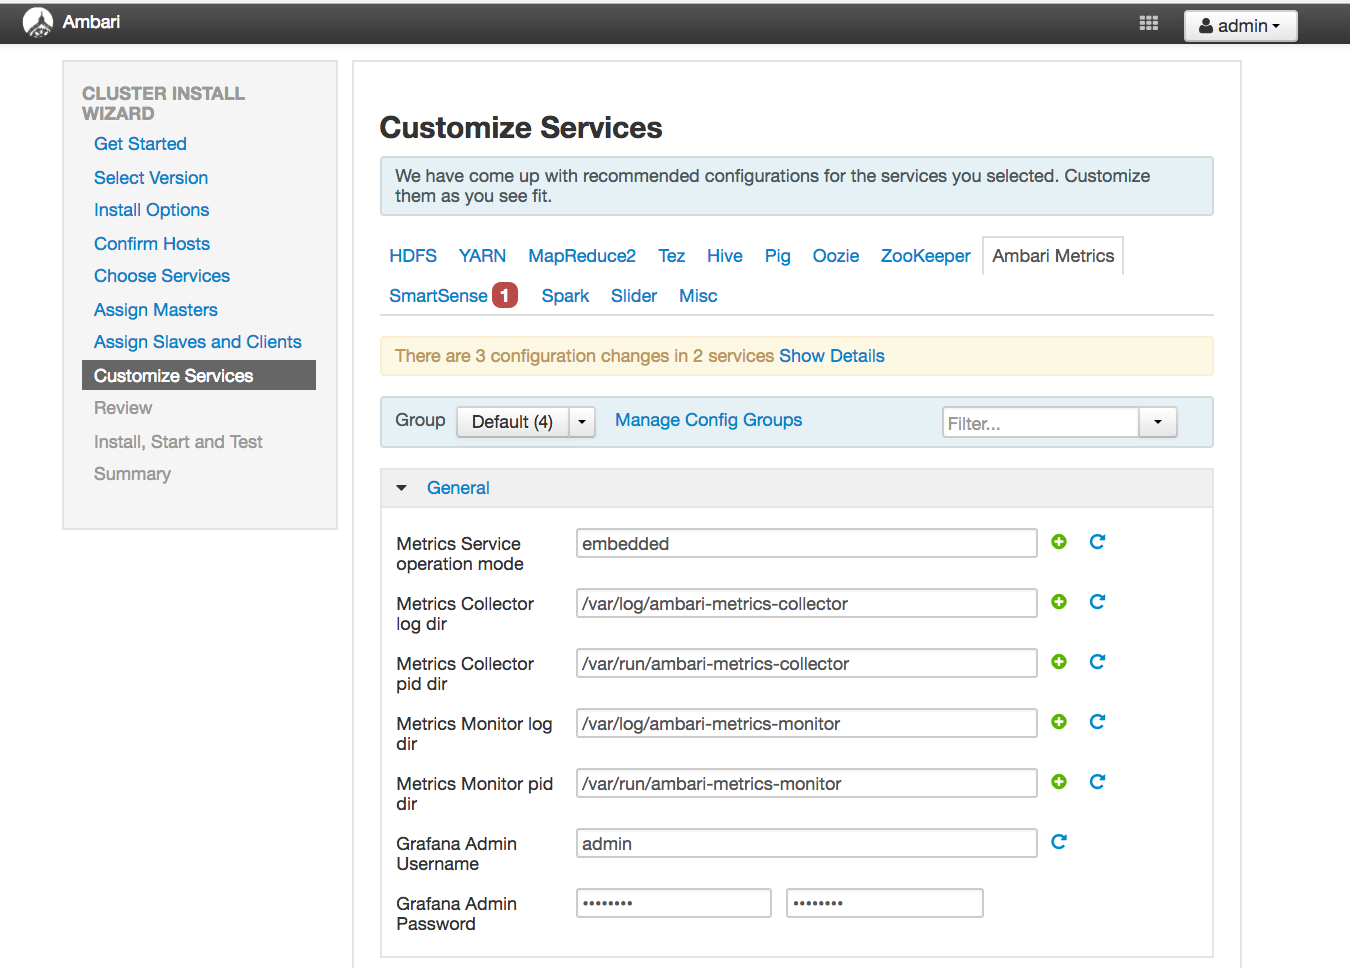 Ambari
admin
CLUSTER INSTALL
WIZARD
Get Started
Select Version
Install Options
Confirm Hosts
Choose Services
Assign Masters
Assign Slaves and Clients
Customize Services
Review
Install, Start and Test
Summary
Customize Services
We have come up with recommended configurations for the services you selected. Customize
them as you see fit.
HDFS YARN MapReduce2 Tez Hive Pig Oozie ZooKeeper Ambari Metrics
SmartSense 1 Spark Slider Misc
There are 3 configuration changes in 2 services Show Details
Group Default (4) Manage Config Groups Filter...
General
Metrics Service
operation mode
embedded
Metrics Collector
log dir
/var/log/ambari-metrics-collector
Metrics Collector
pid dir
/var/run/ambari-metrics-collector
Metrics Monitor log
dir
/var/log/ambari-metrics-monitor
Metrics Monitor pid
dir
/var/run/ambari-metrics-monitor
Grafana Admin
Username
admin
Grafana Admin
Password
•••••••• ••••••••